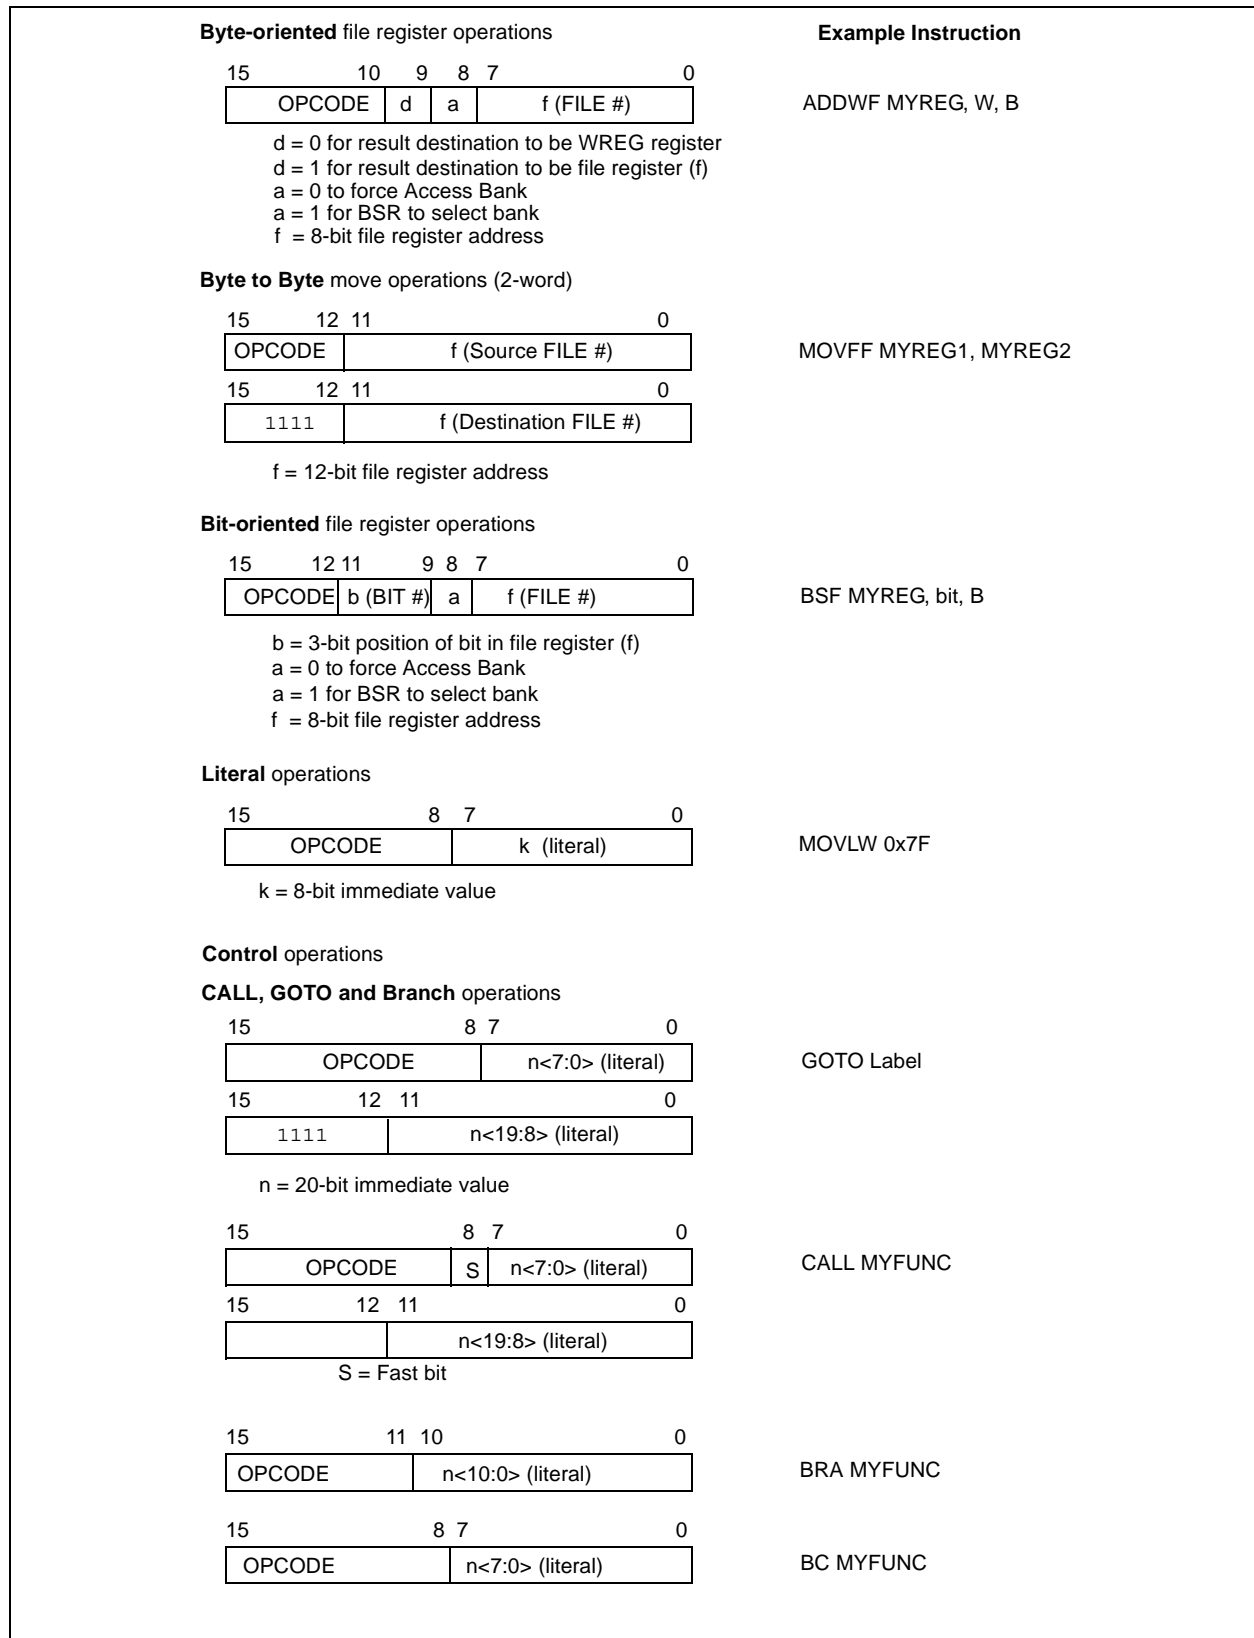 Byte-oriented file register operations Example Instruction
15 10 9 8 7 0
OPCODE d a f (FILE #) ADDWF MYREG, W, B
d = 0 for result destination to be WREG register
d = 1 for result destination to be file register (f)
a = 0 to force Access Bank
a = 1 for BSR to select bank
f = 8-bit file register address
Byte to Byte move operations (2-word)
15 12 11 0
OPCODE f (Source FILE #) MOVFF MYREG1, MYREG2
15 12 11 0
1111 f (Destination FILE #)
f = 12-bit file register address
Bit-oriented file register operations
15 12 11 9 8 7 0
OPCODE b (BIT #) a f (FILE #) BSF MYREG, bit, B
b = 3-bit position of bit in file register (f)
a = 0 to force Access Bank
a = 1 for BSR to select bank
f = 8-bit file register address
Literal operations
15 8 7 0
OPCODE k (literal) MOVLW 0x7F
k = 8-bit immediate value
Control operations
CALL, GOTO and Branch operations
15 8 7 0
OPCODE n<7:0> (literal) GOTO Label
15 12 11 0
1111 n<19:8> (literal)
n = 20-bit immediate value
15 8 7 0
OPCODE S n<7:0> (literal) CALL MYFUNC
15 12 11 0
n<19:8> (literal)
S = Fast bit
15 11 10 0
OPCODE n<10:0> (literal) BRA MYFUNC
15 8 7 0
OPCODE n<7:0> (literal) BC MYFUNC